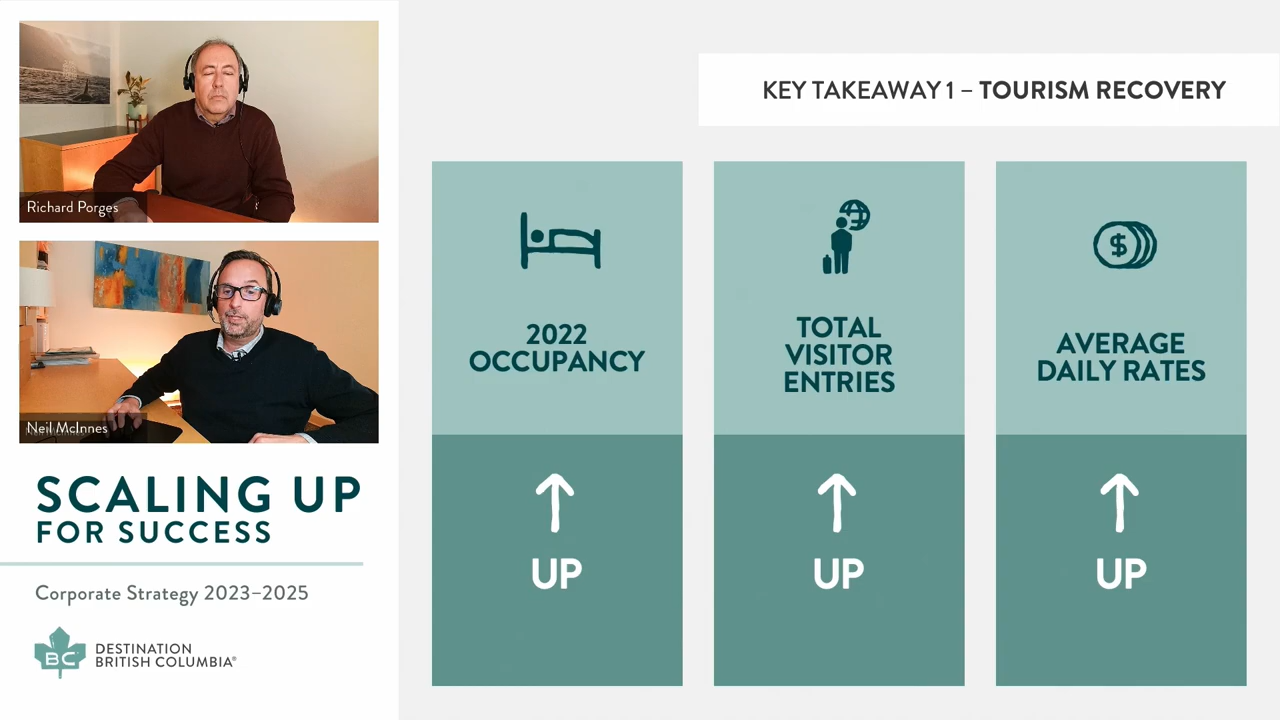 Richard Porges
Neil McInnes
SCALING UP
FOR SUCCESS
Corporate Strategy 2023–2025
BC
DESTINATION
BRITISH COLUMBIA®
KEY TAKEAWAY 1 – TOURISM RECOVERY
2022
OCCUPANCY
UP
TOTAL
VISITOR
ENTRIES
UP
$
AVERAGE
DAILY RATES
UP